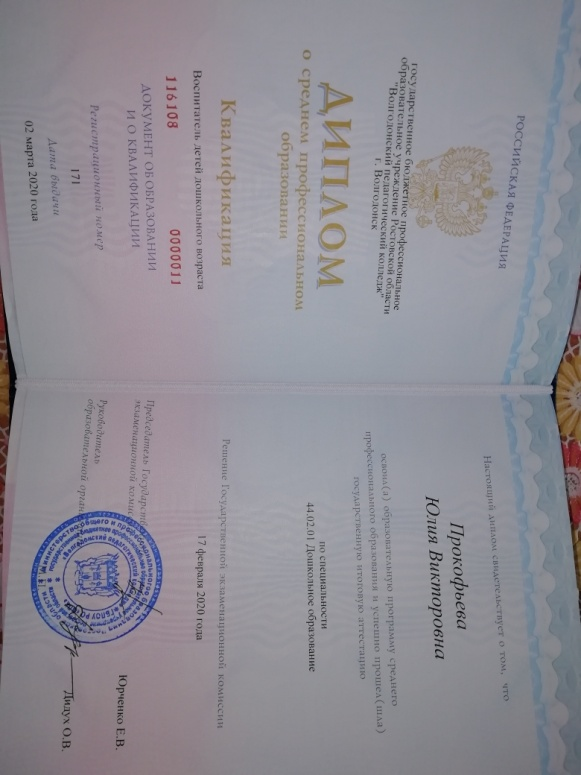 РОССИЙСКАЯ ФЕДЕРАЦИЯ
государственное бюджетное профессиональное
образовательное учреждение Ростовской области
"Волгодонский педагогический колледж"
г. Волгодонск
ДИПЛОМ
о среднем профессиональном
образовании
Квалификация
Воспитатель детей дошкольного возраста
116108 0000011
ДОКУМЕНТ ОБ ОБРАЗОВАНИИ
И О КВАЛИФИКАЦИИ
Регистрационный номер
171
Дата выдачи
02 марта 2020 года
Настоящий диплом свидетельствует о том, что
Прокофьева
Юлия Викторовна
освоил(а) образовательную программу среднего
профессионального образования и успешно прошел(шла)
государственную итоговую аттестацию
по специальности
44.02.01 Дошкольное образование
Решение Государственной экзаменационной комиссии
17 февраля 2020 года
Председатель Государств
экзаменационной комис
Юрченко Е.В.
Руководитель
образовательной орган
Дидух О.В.